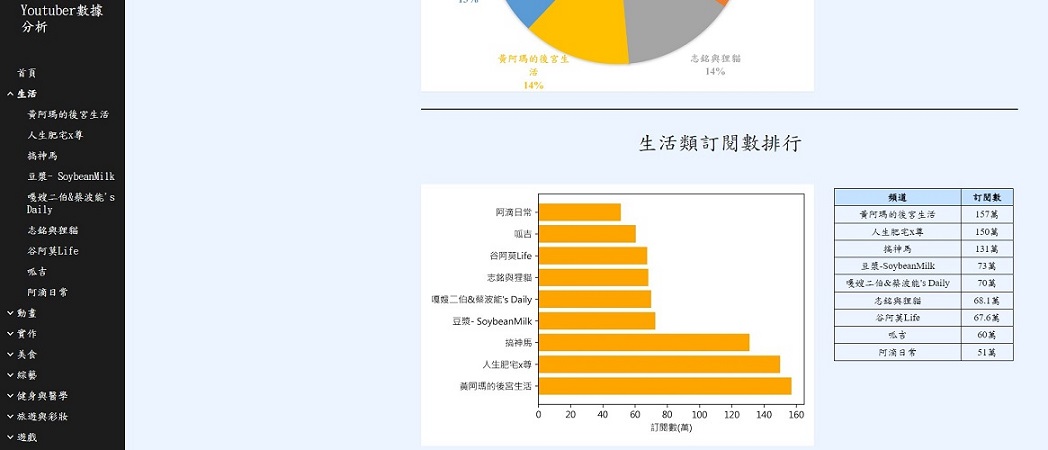 Youtuber數據
分析
首頁
生活
黃阿瑪的後宮生活
人生肥宅x尊
搞神馬
豆漿- SoybeanMilk
嘎嫂二伯&蔡波能's
Daily
志銘與狸貓
谷阿莫Life
呱吉
阿滴日常
動畫
實作
美食
綜藝
健身與醫學
旅遊與彩妝
遊戲
黃阿瑪的後宮生
活
14%
志銘與狸貓
14%
生活類訂閱數排行
阿滴日常
呱吉
谷阿莫Life
志銘與狸貓
嘎嫂二伯&蔡波能's Daily
豆漿- SoybeanMilk
搞神馬
人生肥宅x尊
黃阿瑪的後宮生活
0 20 40 60 80 100 120 140 160
訂閱數(萬)
頻道 訂閱數
黃阿瑪的後宮生活 157萬
人生肥宅x尊 150萬
搞神馬 131萬
豆漿-SoybeanMilk 73萬
嘎嫂二伯&蔡波能's Daily 70萬
志銘與狸貓 68.1萬
谷阿莫Life 67.6萬
呱吉 60萬
阿滴日常 51萬